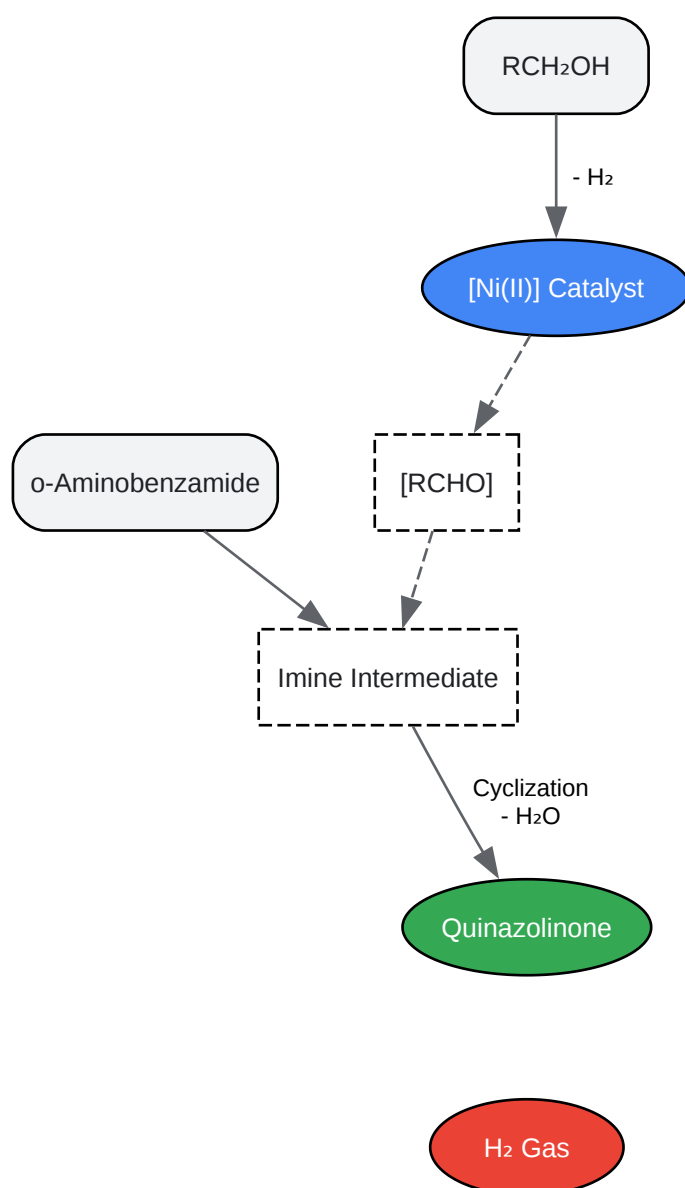 RCH₂OH
- H₂
[Ni(II)] Catalyst
o-Aminobenzamide
[RCHO]
Imine Intermediate
Cyclization
- H₂O
Quinazolinone
H₂ Gas